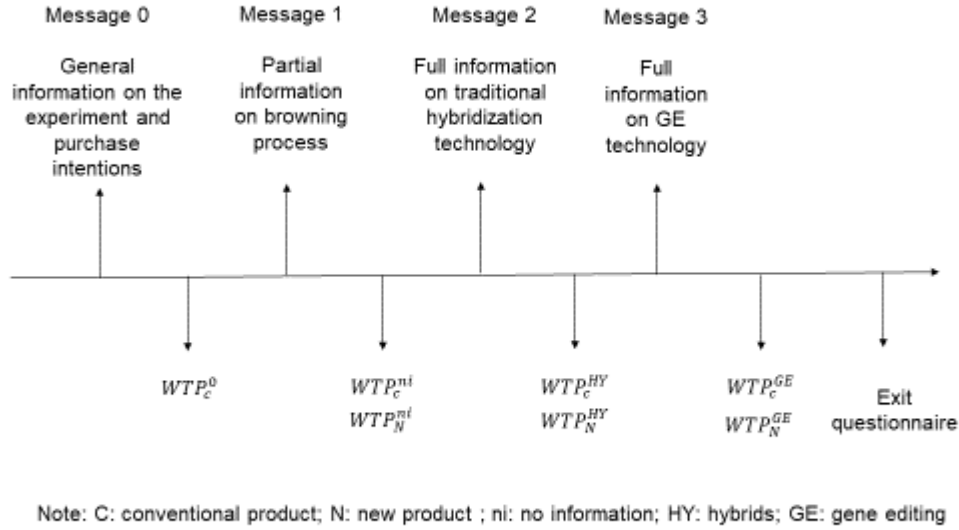 Message 0 Message 1 Message 2 Message 3
General
information on the
experiment and
purchase
intentions
Partial
information
on browning
process
Full information
on traditional
hybridization
technology
Full
information
on GE
technology
WTP_c^0
WTP_c^{ni}
WTP_N^{ni}
WTP_c^{HY}
WTP_N^{HY}
WTP_c^{GE}
WTP_N^{GE}
Exit
questionnaire
Note: C: conventional product; N: new product ; ni: no information; HY: hybrids; GE: gene editing